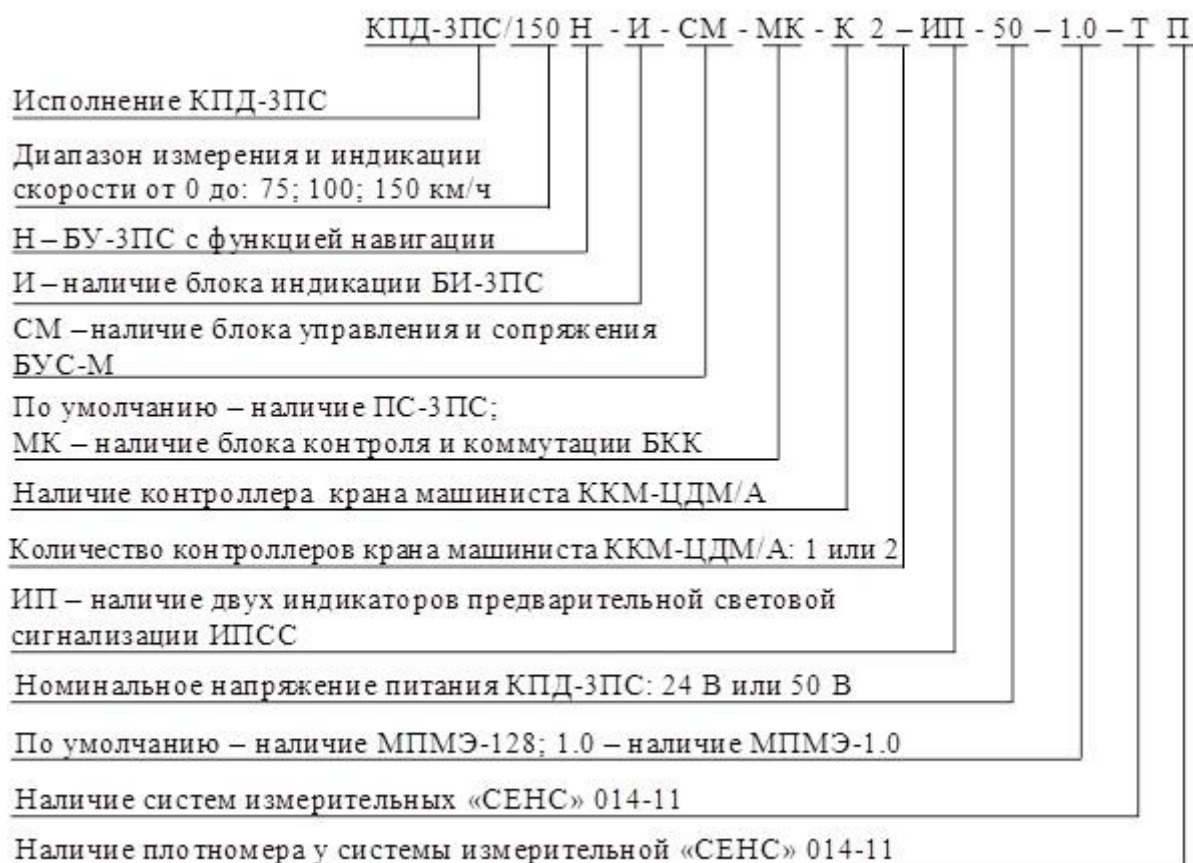 КПД-3ПС/150 Н - И - СМ - МК - К 2 – ИП - 50 – 1.0 – Т П
Исполнение КПД-3ПС
Диапазон измерения и индикации
скорости от 0 до: 75; 100; 150 км/ч
Н – БУ-3ПС с функцией навигации
И – наличие блока индикации БИ-3ПС
СМ – наличие блока управления и сопряжения
БУС-М
По умолчанию – наличие ПС-3ПС;
МК – наличие блока контроля и коммутации БКК
Наличие контроллера крана машиниста ККМ-ЦДМ/А
Количество контроллеров крана машиниста ККМ-ЦДМ/А: 1 или 2
ИП – наличие двух индикаторов предварительной световой
сигнализации ИПСС
Номинальное напряжение питания КПД-3ПС: 24 В или 50 В
По умолчанию – наличие МПМЭ-128; 1.0 – наличие МПМЭ-1.0
Наличие систем измерительных «СЕНС» 014-11
Наличие плотномера у системы измерительной «СЕНС» 014-11